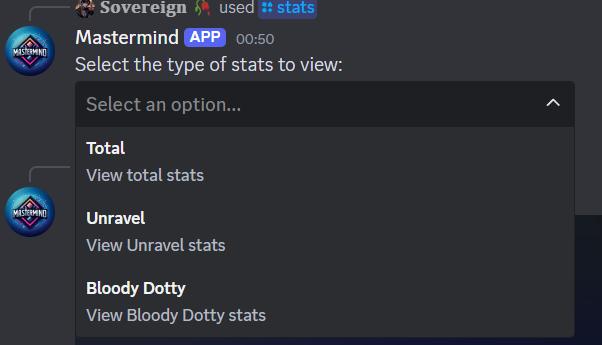 Sovereign used stats
Mastermind APP 00:50
Select the type of stats to view:
Select an option...
Total
View total stats
MASTERMIND
Unravel
View Unravel stats
Bloody Dotty
View Bloody Dotty stats
MASTERMIND